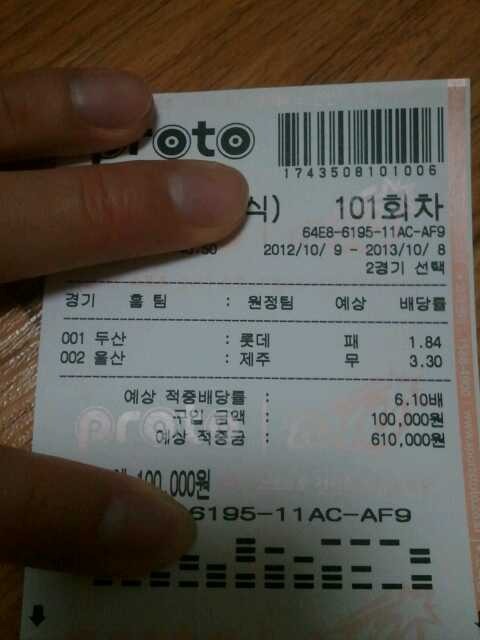 proto
1743508101006
식) 101회차
64E8-6195-11AC-AF9
2012/10/ 9 - 2013/10/ 8
2경기 선택
경기 홈 팀 : 원정팀 예상 배당률
001 두산 : 롯데 패 1.84
002 울산 : 제주 무 3.30
예상 적중배당률 : 6.10배
구입 금액 : 100,000원
예상 적중금 : 610,000원
proto
100,000원
6195-11AC-AF9